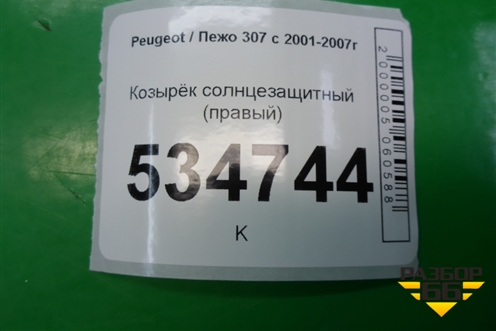 Peugeot / Пежо 307 с 2001-2007г
Козырёк солнцезащитный
(правый)
534744
К
2000005060588
РАЗБОР
66